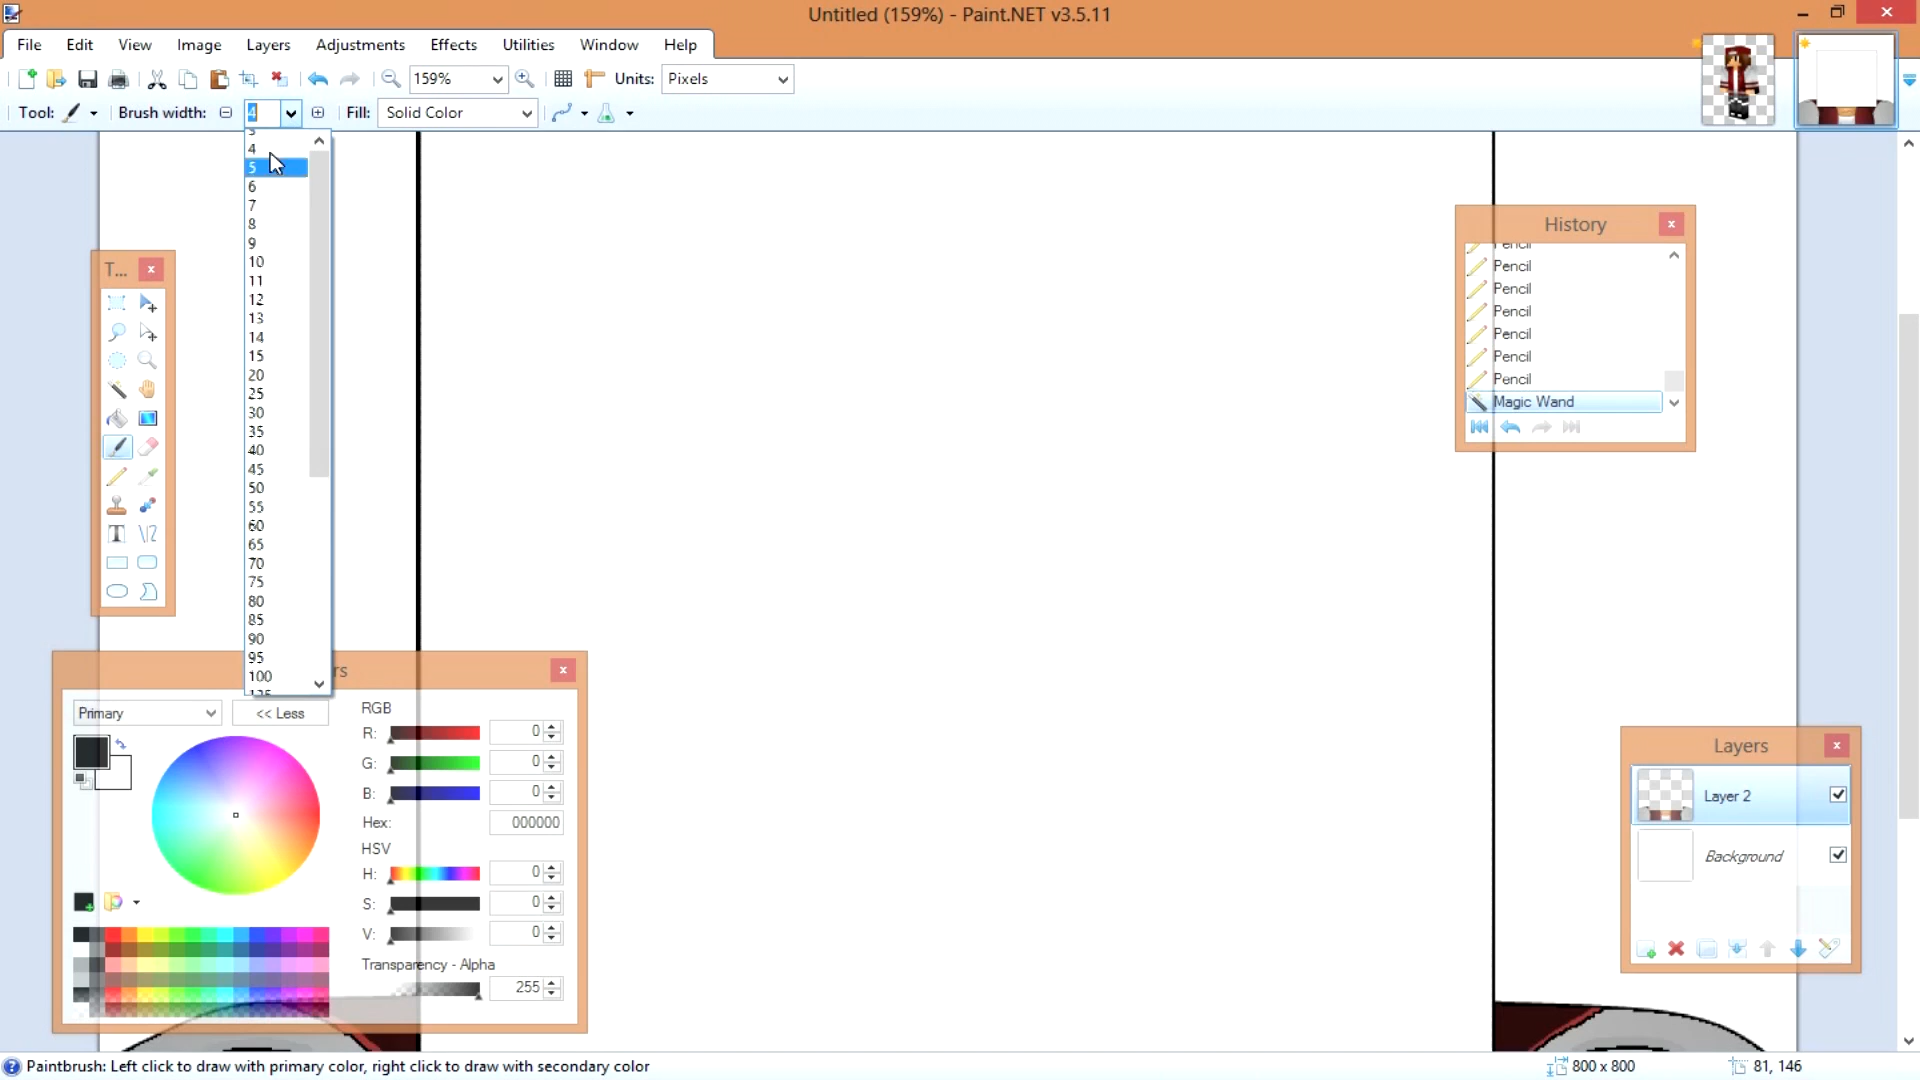 Untitled (159%) - Paint.NET v3.5.11
File Edit View Image Layers Adjustments Effects Utilities Window Help
159% Units: Pixels
Tool: Brush width: 4 Fill: Solid Color
3
4
5
6
7
8
9
10
11
12
13
14
15
20
25
30
35
40
45
50
55
60
65
70
75
80
85
90
95
100
125
T...
History
Pencil
Pencil
Pencil
Pencil
Pencil
Pencil
Pencil
Magic Wand
rs
Primary << Less
RGB
R: 0
G: 0
B: 0
Hex: 000000
HSV
H: 0
S: 0
V: 0
Transparency - Alpha
255
Layers
Layer 2
Background
Paintbrush: Left click to draw with primary color, right click to draw with secondary color
800 x 800 81, 146